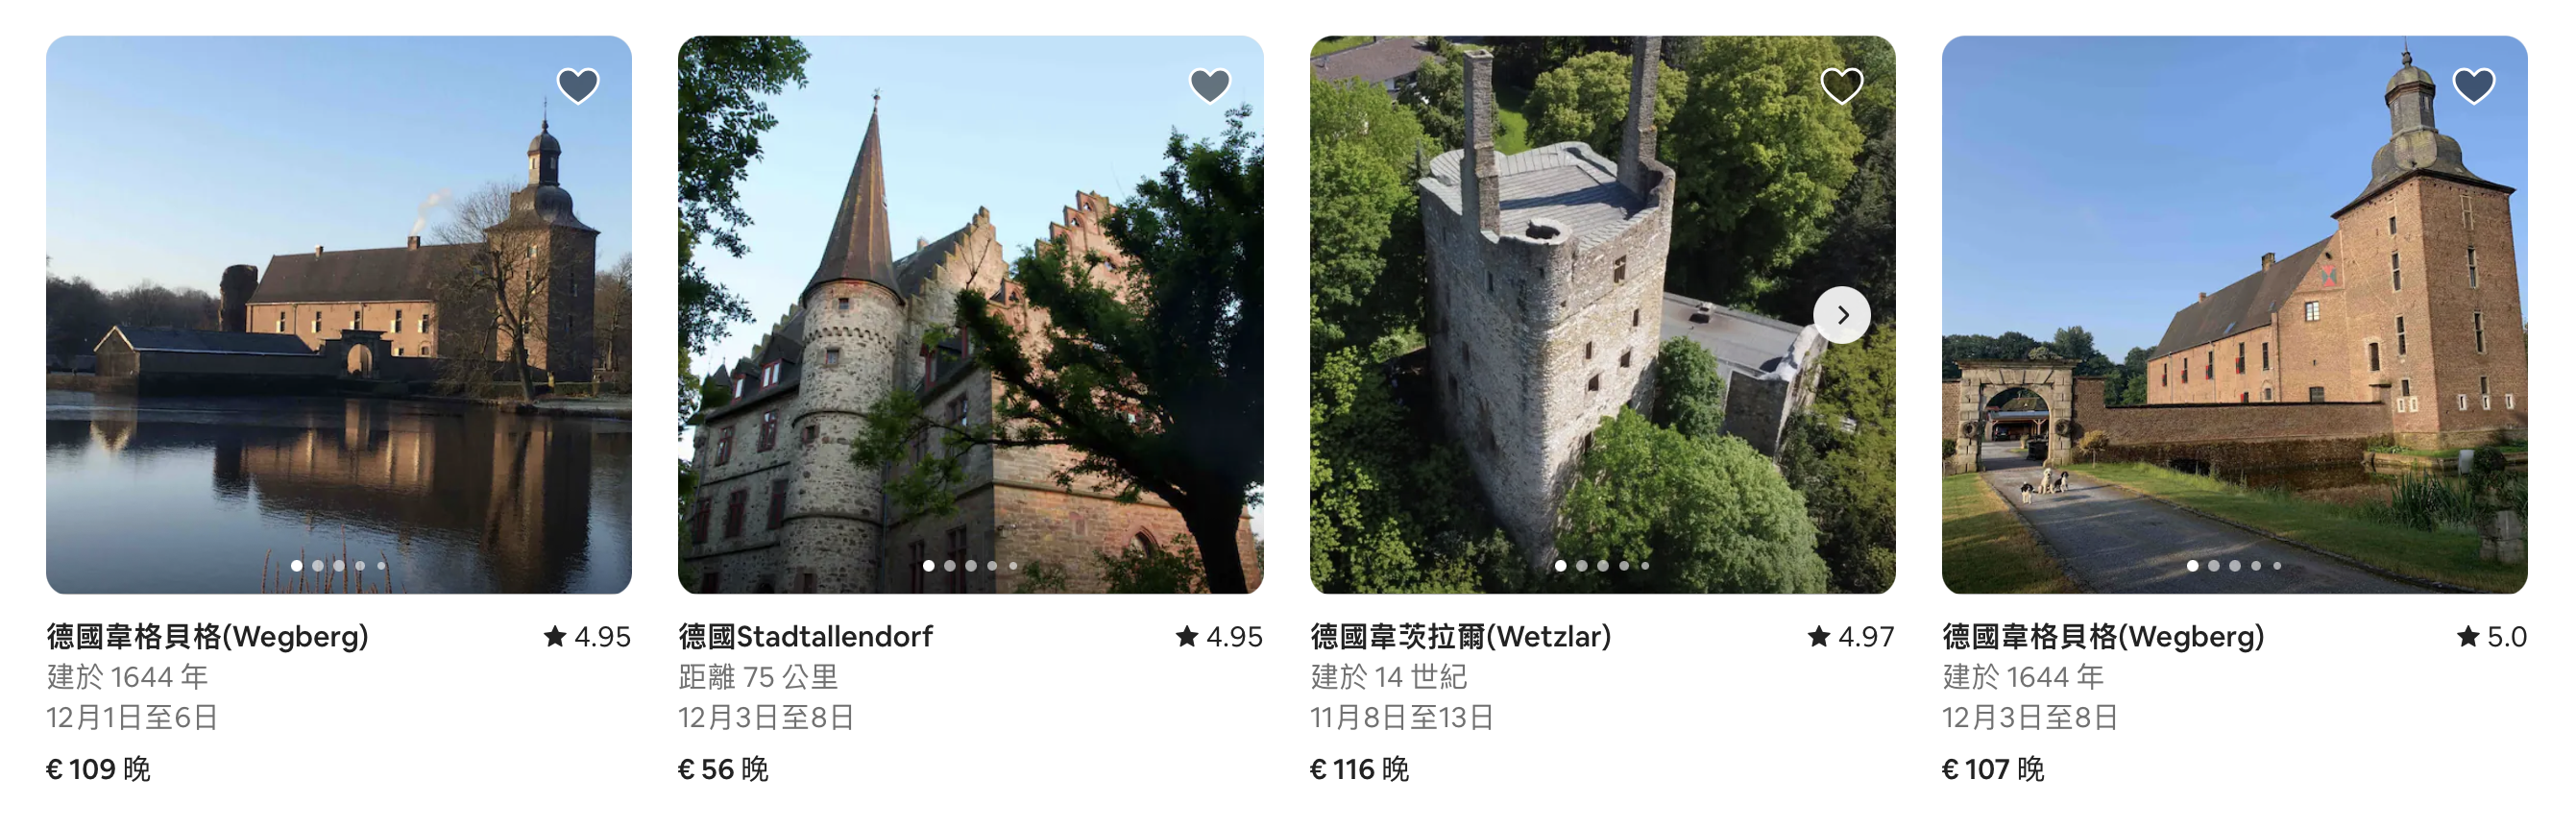 德國韋格貝格(Wegberg) ★ 4.95
建於 1644 年
12月1日至6日
€ 109 晚
德國Stadtallendorf ★ 4.95
距離 75 公里
12月3日至8日
€ 56 晚
德國韋茨拉爾(Wetzlar) ★ 4.97
建於 14 世紀
11月8日至13日
€ 116 晚
德國韋格貝格(Wegberg) ★ 5.0
建於 1644 年
12月3日至8日
€ 107 晚